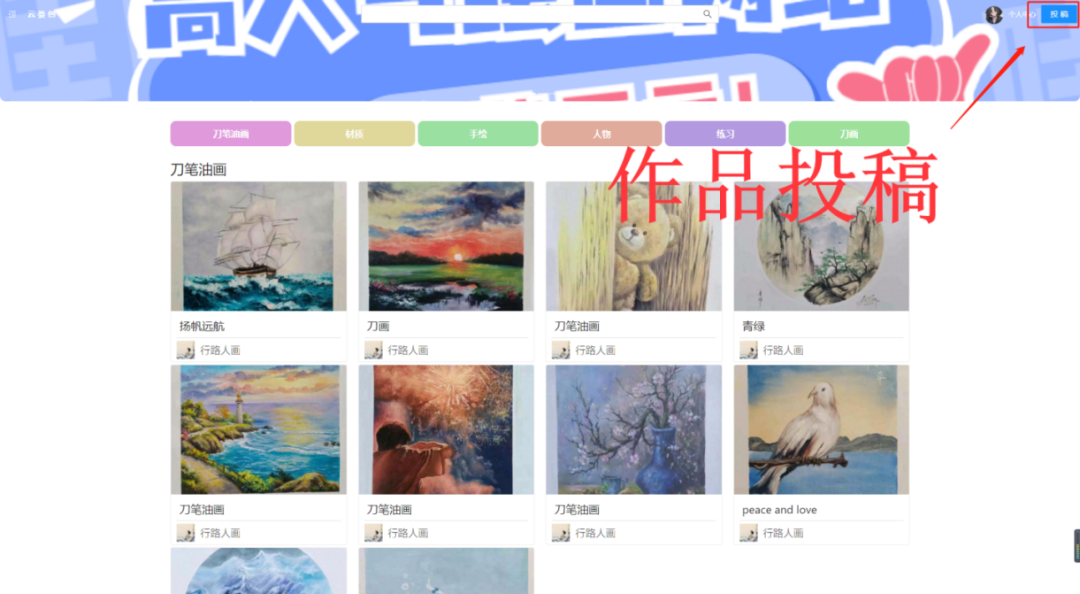 个人中心
投稿
刀笔油画
材质
手绘
人物
练习
刀画
作品投稿
刀笔油画
扬帆远航
刀画
刀笔油画
青绿
行路人画
行路人画
行路人画
行路人画
刀笔油画
刀笔油画
刀笔油画
peace and love
行路人画
行路人画
行路人画
行路人画